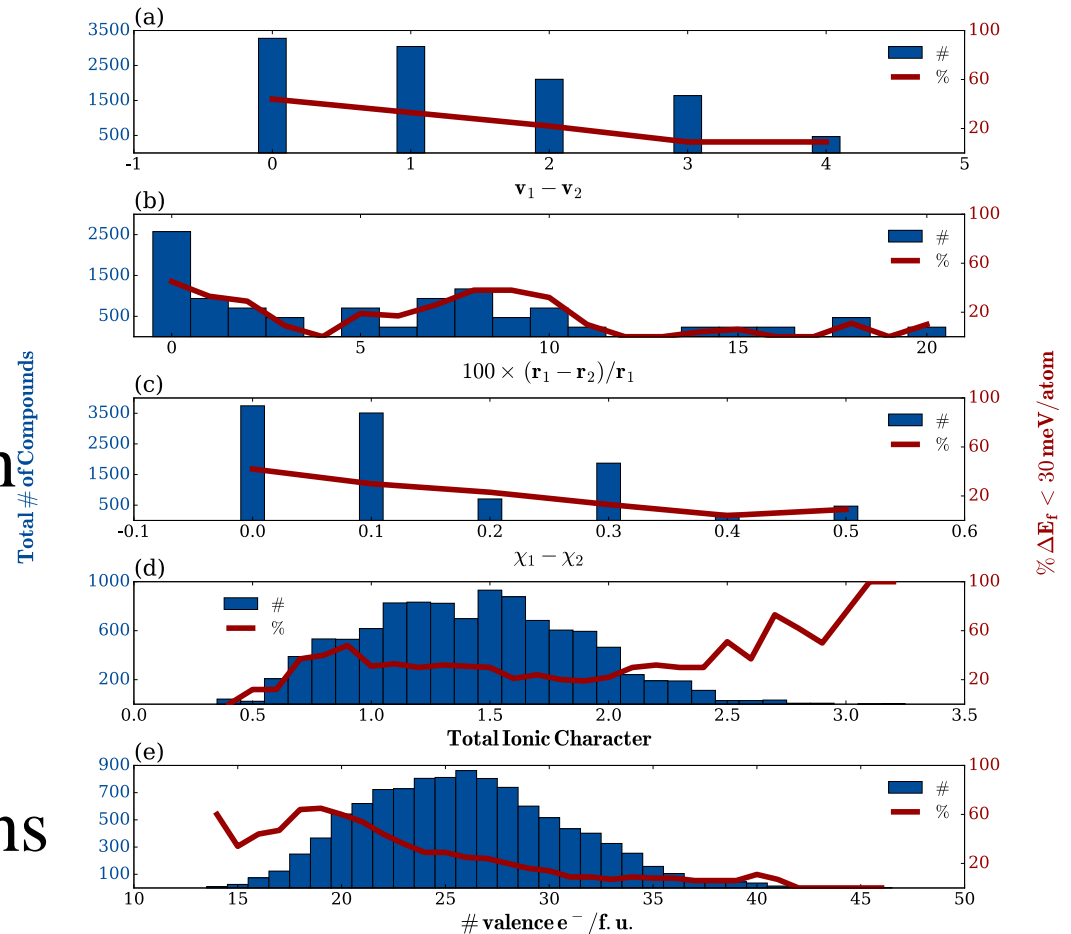 (a)
3500
2500
1500
500
100
60
20
#
%
-1 0 1 2 3 4 5
v₁ − v₂
(b)
2500
1500
500
100
60
20
#
%
0 5 10 15 20
100 × (r₁ − r₂)/r₁
(c)
3500
2500
1500
500
100
60
20
#
%
-0.1 0.0 0.1 0.2 0.3 0.4 0.5 0.6
χ₁ − χ₂
n
Total # of Compounds
% ΔE_f < 30 meV/atom
(d)
1000
600
200
100
60
20
#
%
0.0 0.5 1.0 1.5 2.0 2.5 3.0 3.5
Total Ionic Character
(e)
900
700
500
300
100
100
60
20
#
%
10 15 20 25 30 35 40 45 50
# valence e⁻/f.u.
ns